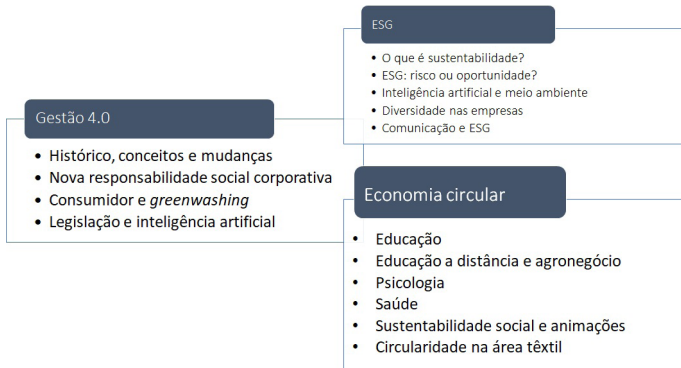 Gestão 4.0
• Histórico, conceitos e mudanças
• Nova responsabilidade social corporativa
• Consumidor e greenwashing
• Legislação e inteligência artificial
ESG
• O que é sustentabilidade?
• ESG: risco ou oportunidade?
• Inteligência artificial e meio ambiente
• Diversidade nas empresas
• Comunicação e ESG
Economia circular
• Educação
• Educação a distância e agronegócio
• Psicologia
• Saúde
• Sustentabilidade social e animações
• Circularidade na área têxtil